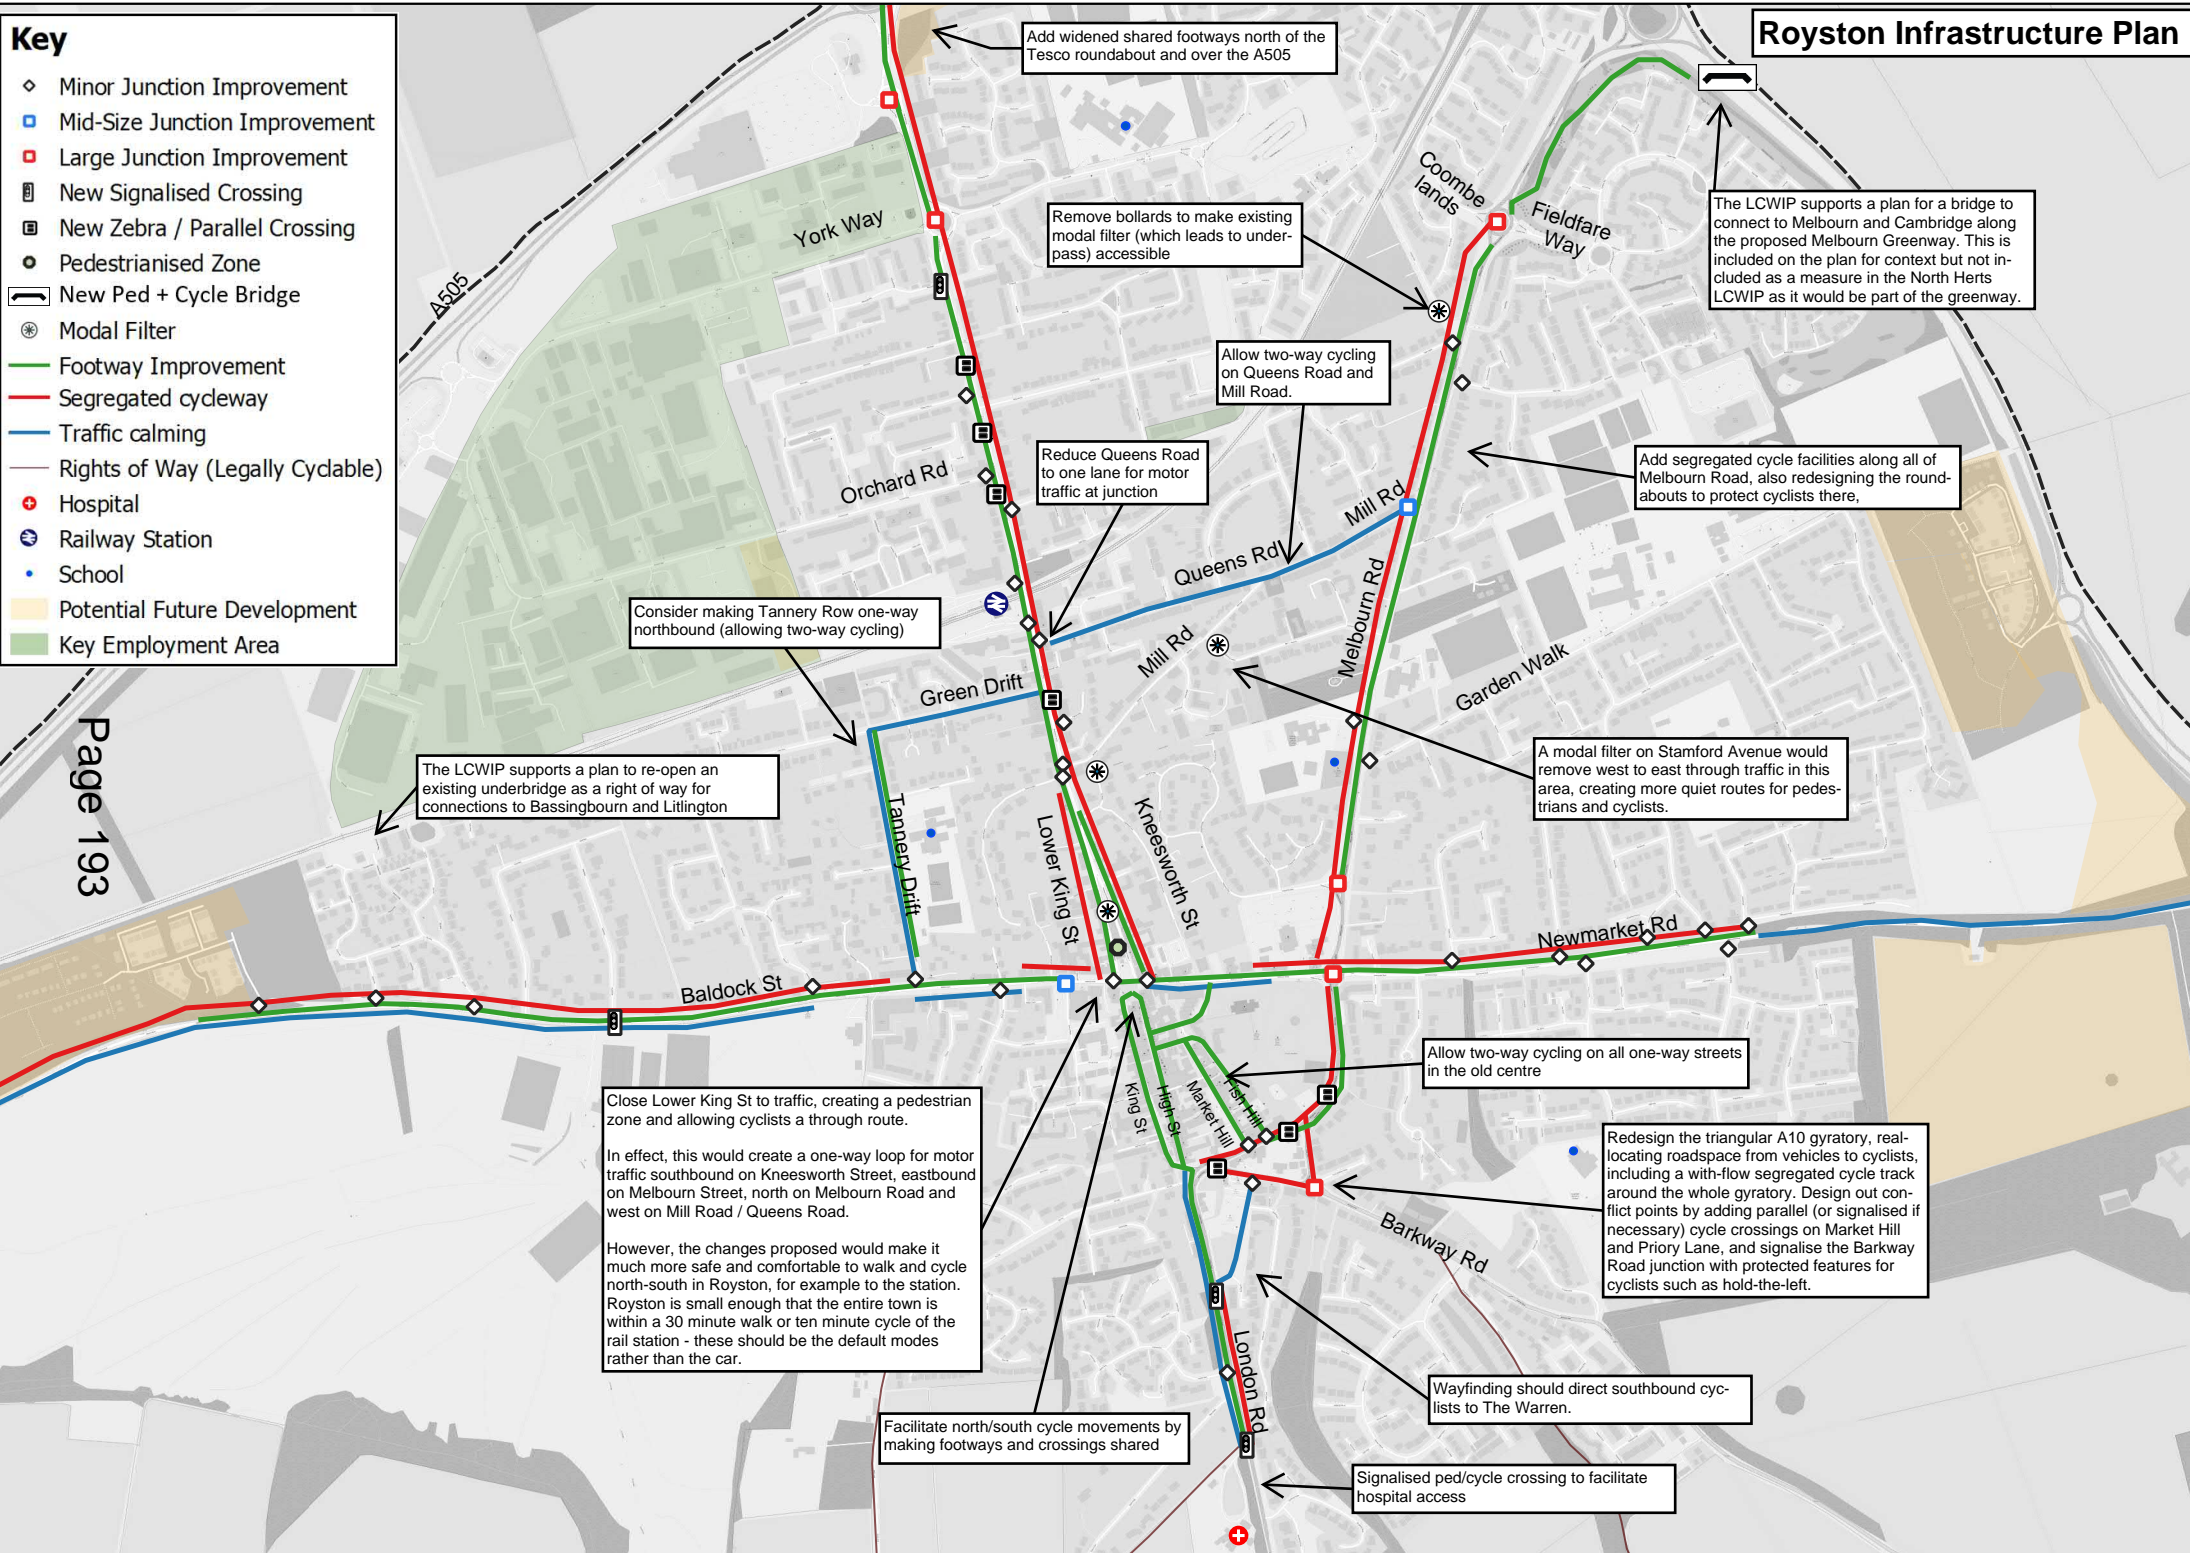 Royston Infrastructure Plan
Key
Minor Junction Improvement
Mid-Size Junction Improvement
Large Junction Improvement
New Signalised Crossing
New Zebra / Parallel Crossing
Pedestrianised Zone
New Ped + Cycle Bridge
Modal Filter
Footway Improvement
Segregated cycleway
Traffic calming
Rights of Way (Legally Cyclable)
Hospital
Railway Station
School
Potential Future Development
Key Employment Area
Add widened shared footways north of the
Tesco roundabout and over the A505
The LCWIP supports a plan for a bridge to
connect to Melbourn and Cambridge along
the proposed Melbourn Greenway. This is
included on the plan for context but not in-
cluded as a measure in the North Herts
LCWIP as it would be part of the greenway.
Remove bollards to make existing
modal filter (which leads to under-
pass) accessible
Coombe
lands
Fieldfare
Way
York Way
A505
Allow two-way cycling
on Queens Road and
Mill Road.
Reduce Queens Road
to one lane for motor
traffic at junction
Add segregated cycle facilities along all of
Melbourn Road, also redesigning the round-
abouts to protect cyclists there,
Orchard Rd
Mill Rd
Queens Rd
Melbourn Rd
Consider making Tannery Row one-way
northbound (allowing two-way cycling)
Mill Rd
Garden Walk
Green Drift
A modal filter on Stamford Avenue would
remove west to east through traffic in this
area, creating more quiet routes for pedes-
trians and cyclists.
The LCWIP supports a plan to re-open an
existing underbridge as a right of way for
connections to Bassingbourn and Litlington
Page 193
Tannery Drift
Lower King St
Kneesworth St
Newmarket Rd
Baldock St
King St
High St
Market Hill
Fish Hill
Allow two-way cycling on all one-way streets
in the old centre
Close Lower King St to traffic, creating a pedestrian
zone and allowing cyclists a through route.
In effect, this would create a one-way loop for motor
traffic southbound on Kneesworth Street, eastbound
on Melbourn Street, north on Melbourn Road and
west on Mill Road / Queens Road.
However, the changes proposed would make it
much more safe and comfortable to walk and cycle
north-south in Royston, for example to the station.
Royston is small enough that the entire town is
within a 30 minute walk or ten minute cycle of the
rail station - these should be the default modes
rather than the car.
Redesign the triangular A10 gyratory, real-
locating roadspace from vehicles to cyclists,
including a with-flow segregated cycle track
around the whole gyratory. Design out con-
flict points by adding parallel (or signalised if
necessary) cycle crossings on Market Hill
and Priory Lane, and signalise the Barkway
Road junction with protected features for
cyclists such as hold-the-left.
Barkway Rd
London Rd
Wayfinding should direct southbound cyc-
lists to The Warren.
Facilitate north/south cycle movements by
making footways and crossings shared
Signalised ped/cycle crossing to facilitate
hospital access